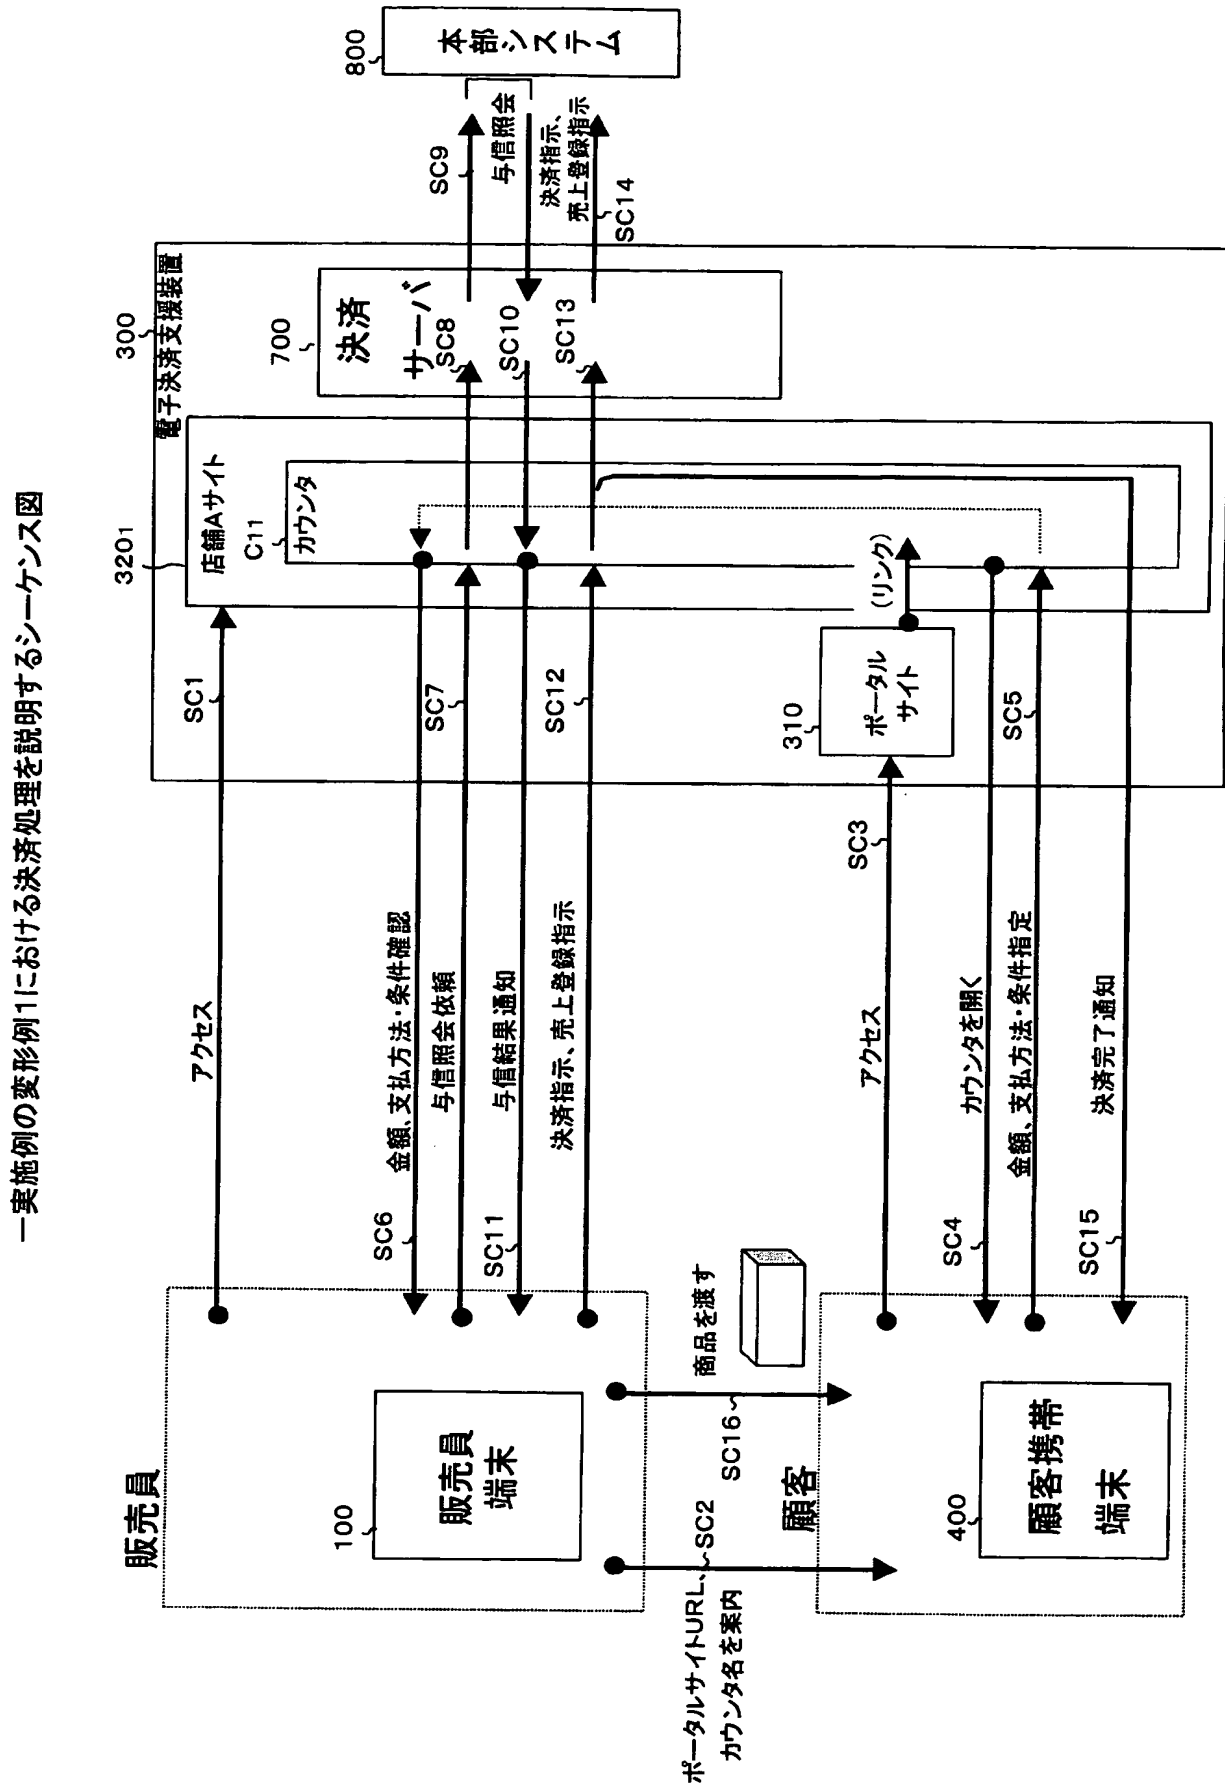 一実施例の変形例1における決済処理を説明するシーケンス図
販売員
100
販売員
端末
ポータルサイトURL、
カウンタ名を案内
SC2
SC16
商品を渡す
顧客
400
顧客携帯
端末
アクセス
SC1
SC6
金額、支払方法・条件確認
与信照会依頼
SC7
SC11
与信結果通知
決済指示、売上登録指示
SC12
アクセス
SC3
SC4
カウンタを開く
金額、支払方法・条件指定
SC5
SC15
決済完了通知
310
ポータル
サイト
(リンク)
3201
店舗Aサイト
C11
カウンタ
300
電子決済支援装置
700
決済
サーバ
SC8
SC10
SC13
SC9
与信照会
決済指示、
売上登録指示
SC14
800
本部システム